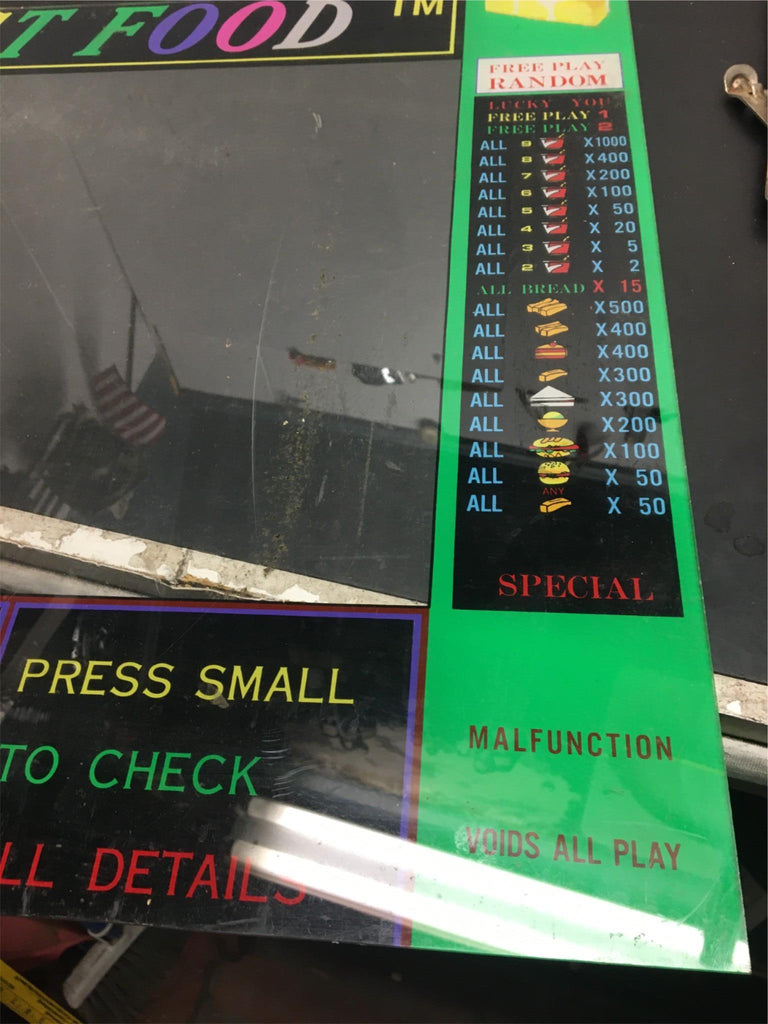 T FOOD TM
FREE PLAY
RANDOM
LUCKY YOU
FREE PLAY 1
FREE PLAY 2
ALL 9 X1000
ALL 8 X400
ALL 7 X200
ALL 6 X100
ALL 5 X 50
ALL 4 X 20
ALL 3 X 5
ALL 2 X 2
ALL BREAD X 15
ALL X500
ALL X400
ALL X400
ALL X300
ALL X300
ALL X200
ALL X100
ALL X 50
ANY
ALL X 50
SPECIAL
PRESS SMALL
TO CHECK
LL DETAILS
MALFUNCTION
VOIDS ALL PLAY